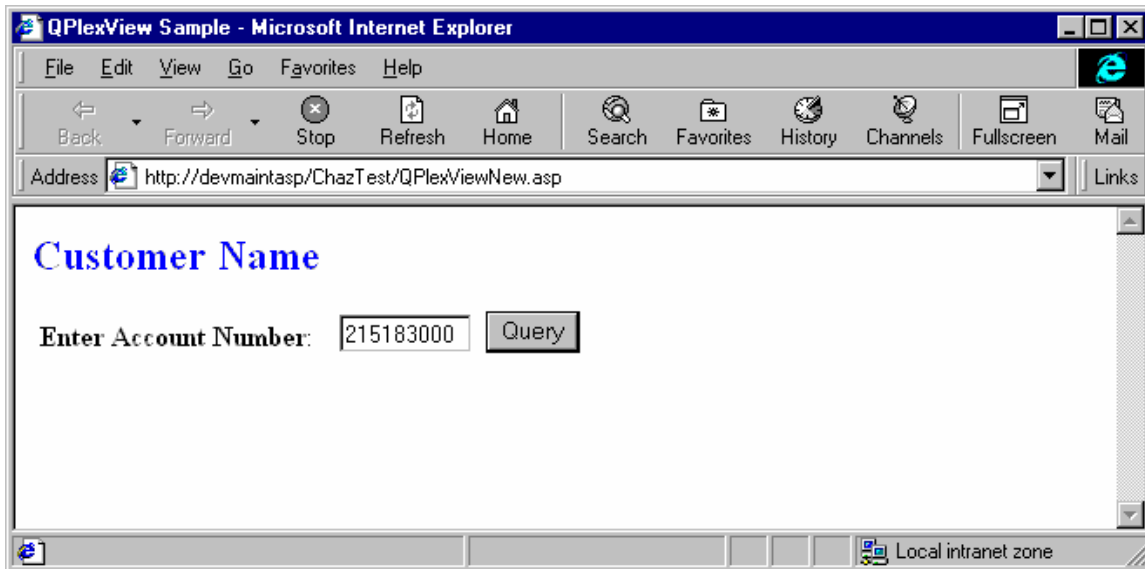 QPlexView Sample - Microsoft Internet Explorer
File Edit View Go Favorites Help
Back Forward Stop Refresh Home Search Favorites History Channels Fullscreen Mail
Address http://devmaintasp/ChazTest/QPlexViewNew.asp Links
Customer Name
Enter Account Number: 215183000 Query
Local intranet zone